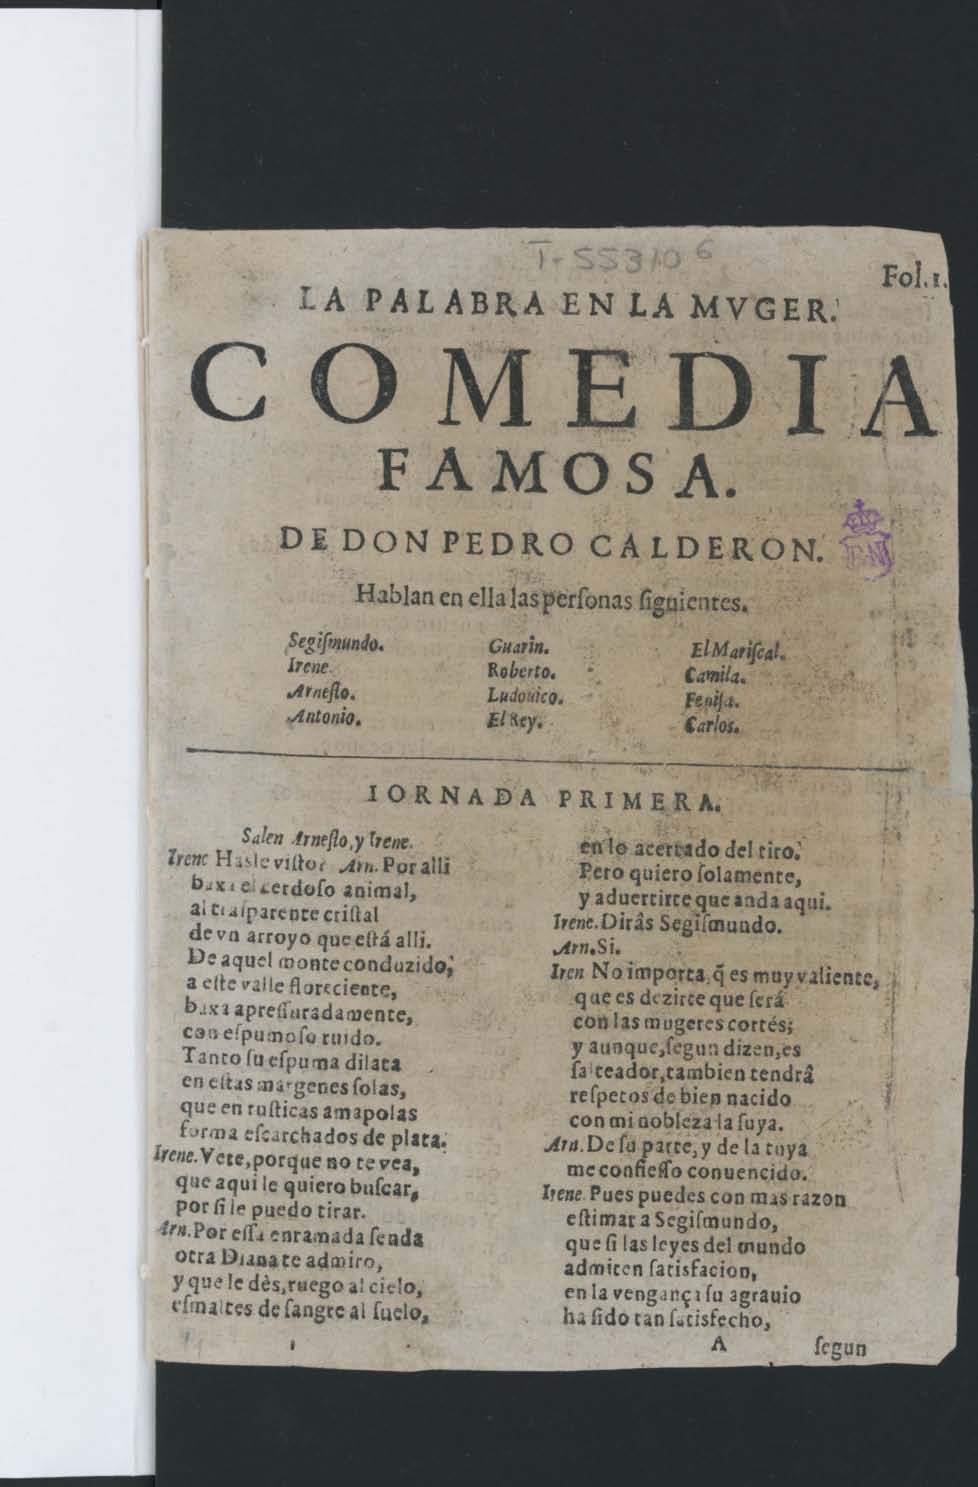 T-55310 6
Fol.1.
LA PALABRA EN LA MVGER.
COMEDIA
FAMOSA.
DE DON PEDRO CALDERON.
BN
Hablan en ella las perſonas ſiguientes.
Segiſmundo.
Irene.
Arneſto.
Antonio.
Guarin.
Roberto.
Ludouico.
El Rey.
El Mariſcal.
Camila.
Feniſa.
Carlos.
IORNADA PRIMERA.
Salen Arneſto, y Irene.
Irene Haſle viſto? Arn. Por alli
baxa el cerdoſo animal,
al traſparente criſtal
de vn arroyo que eſtá alli.
De aquel monte conduzido,
a eſte valle floreciente,
baxa apreſſuradamente,
con eſpumoſo ruido.
Tanto ſu eſpuma dilata
en eſtas margenes ſolas,
que en ruſticas amapolas
forma eſcarchados de plata.
Irene. Vete, porque no te vea,
que aqui le quiero buſcar,
por ſi le puedo tirar.
Arn. Por eſſa enramada ſenda
otra Diana te admiro,
y que le dès, ruego al cielo,
eſmaltes de ſangre al ſuelo,
en lo acertado del tiro.
Pero quiero ſolamente,
y aduertirte que anda aqui.
Irene. Dirâs Segiſmundo.
Arn. Si.
Iren No importa, q̃ es muy valiente,
que es dezirte que ſerá
con las mugeres cortés;
y aunque, ſegun dizen, es
ſalteador, tambien tendrâ
reſpetos de bien nacido
con mi nobleza la ſuya.
Arn. De ſu parte, y de la tuya
me confieſſo conuencido.
Irene. Pues puedes con mas razon
eſtimar a Segiſmundo,
que ſi las leyes del mundo
admiten ſatisfacion,
en la vengança ſu agrauio
ha ſido tan ſatisfecho,
A ſegun